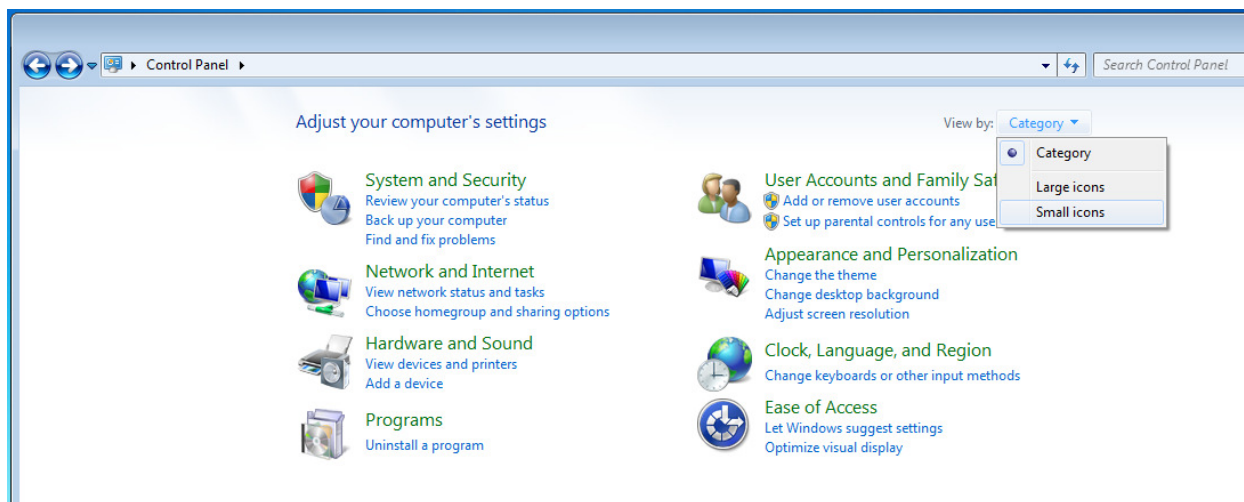 Control Panel
Search Control Panel
Adjust your computer's settings
View by: Category
Category
Large icons
Small icons
System and Security
Review your computer's status
Back up your computer
Find and fix problems
Network and Internet
View network status and tasks
Choose homegroup and sharing options
Hardware and Sound
View devices and printers
Add a device
Programs
Uninstall a program
User Accounts and Family Saf
Add or remove user accounts
Set up parental controls for any use
Appearance and Personalization
Change the theme
Change desktop background
Adjust screen resolution
Clock, Language, and Region
Change keyboards or other input methods
Ease of Access
Let Windows suggest settings
Optimize visual display